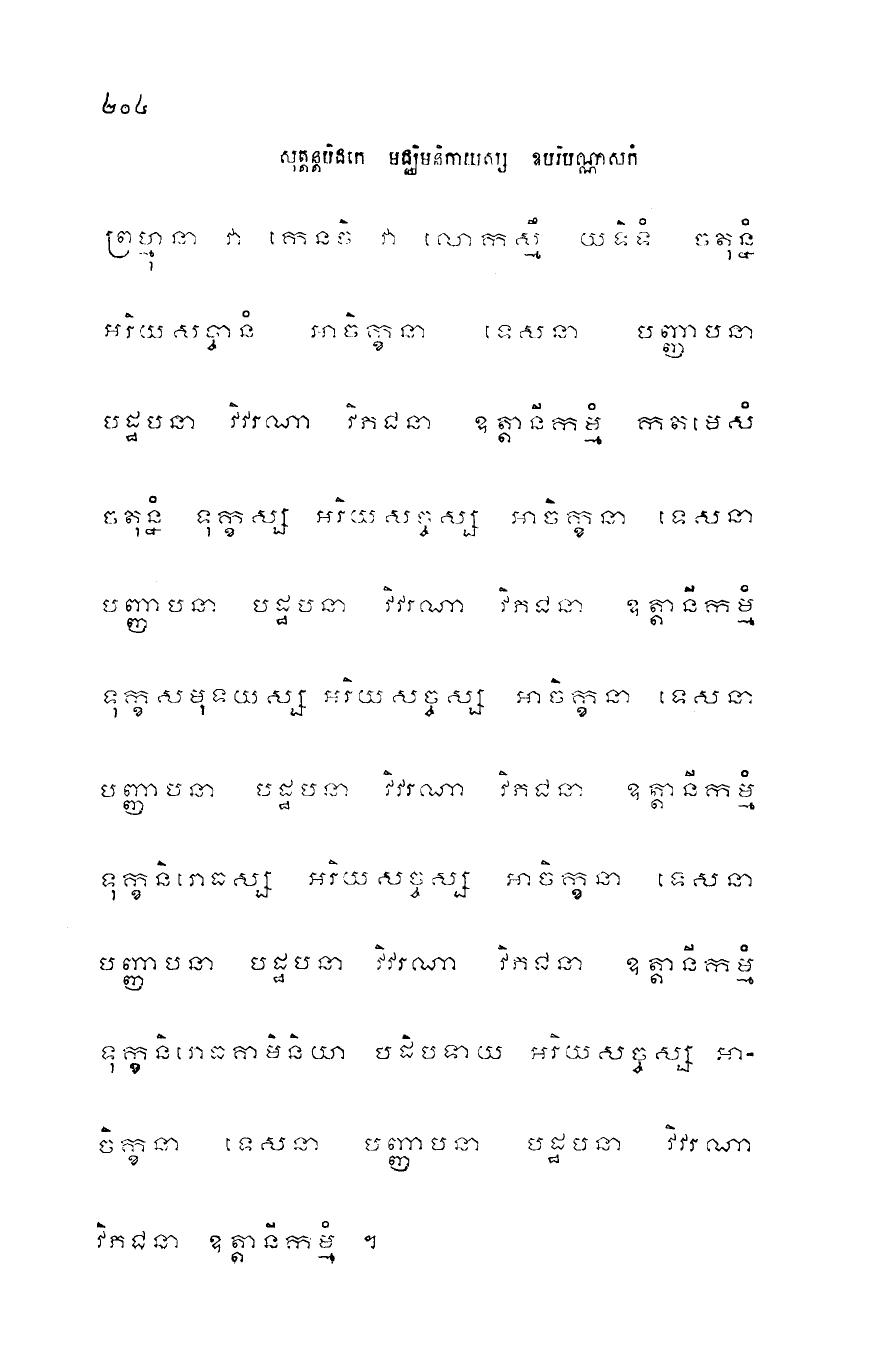 ២០៤
សុត្តន្តបិដកេ មជ្ឈិមនិកាយស្ស ឧបរិបណ្ណាសកំ
ព្រហ្មុនា វា កេនចិ វា លោកស្មឹ យទិទំ ចតុន្នំ
អរិយសច្ចានំ អាចិក្ខនា ទេសនា បញ្ញាបនា
បដ្ឋបនា វិវរណា វិភជនា ឧត្តានីកម្មំ កតមេសំ
ចតុន្នំ ទុក្ខស្ស អរិយសច្ចស្ស អាចិក្ខនា ទេសនា
បញ្ញាបនា បដ្ឋបនា វិវរណា វិភជនា ឧត្តានីកម្មំ
ទុក្ខសមុទយស្ស អរិយសច្ចស្ស អាចិក្ខនា ទេសនា
បញ្ញាបនា បដ្ឋបនា វិវរណា វិភជនា ឧត្តានីកម្មំ
ទុក្ខនិរោធស្ស អរិយសច្ចស្ស អាចិក្ខនា ទេសនា
បញ្ញាបនា បដ្ឋបនា វិវរណា វិភជនា ឧត្តានីកម្មំ
ទុក្ខនិរោធគាមិនិយា បដិបទាយ អរិយសច្ចស្ស អា-
ចិក្ខនា ទេសនា បញ្ញាបនា បដ្ឋបនា វិវរណា
វិភជនា ឧត្តានីកម្មំ ។